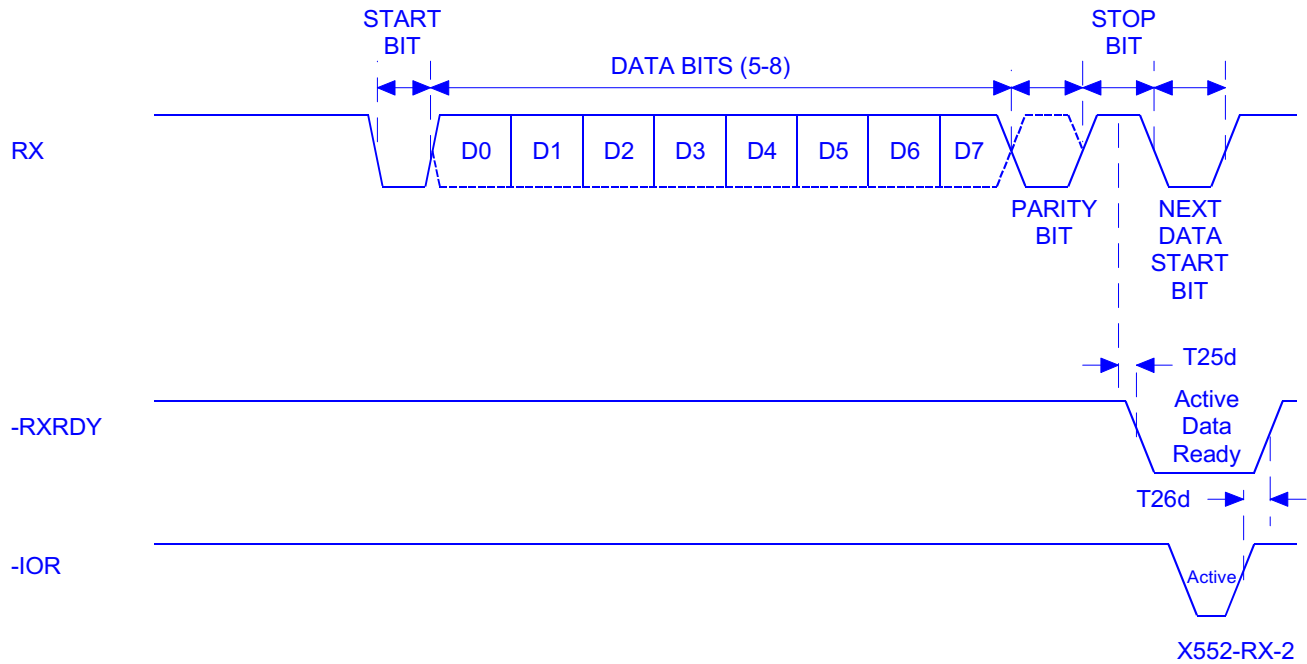 START
BIT
DATA BITS (5-8)
STOP
BIT
RX
D0 D1 D2 D3 D4 D5 D6 D7
PARITY
BIT
NEXT
DATA
START
BIT
T25d
-RXRDY
Active
Data
Ready
T26d
-IOR
Active
X552-RX-2